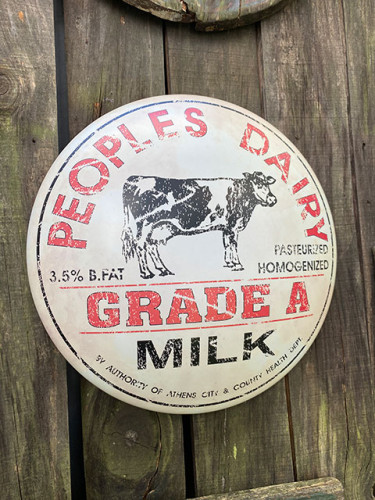 PEOPLES DAIRY
3.5% B.FAT
PASTEURIZED
HOMOGENIZED
GRADE A
MILK
BY AUTHORITY OF ATHENS CITY & COUNTY HEALTH DEPT.